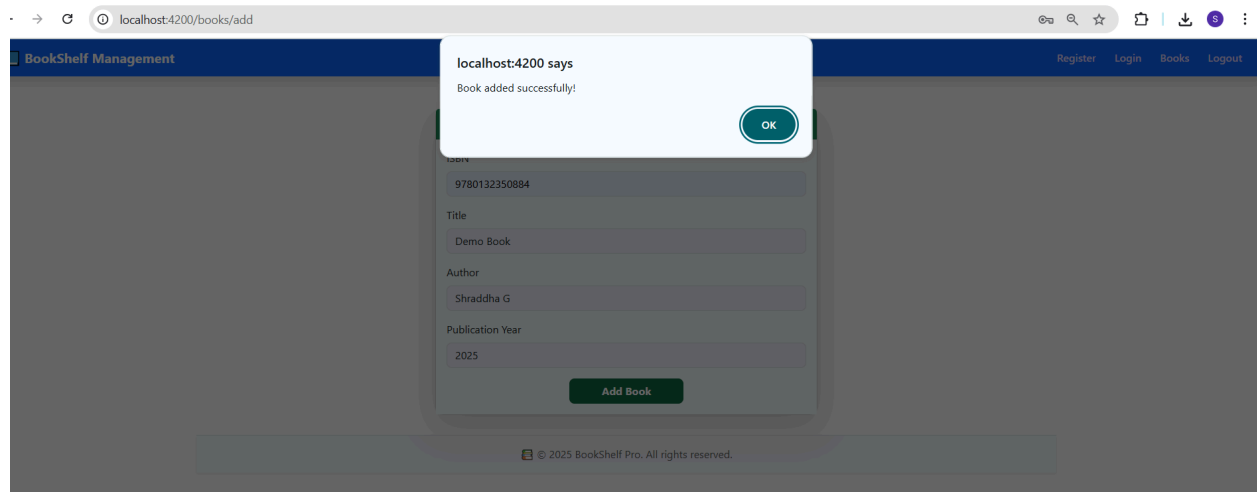 localhost:4200/books/add
S
BookShelf Management
Register Login Books Logout
localhost:4200 says
Book added successfully!
OK
ISBN
9780132350884
Title
Demo Book
Author
Shraddha G
Publication Year
2025
Add Book
© 2025 BookShelf Pro. All rights reserved.